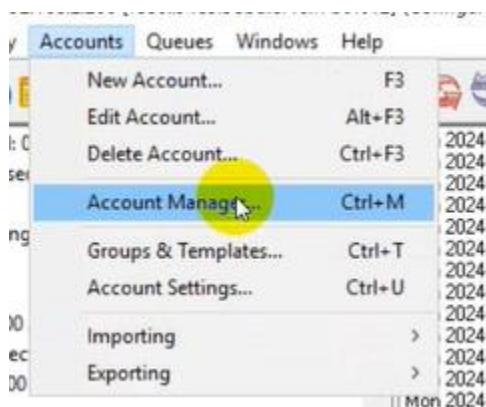 Accounts Queues Windows Help
New Account... F3
Edit Account... Alt+F3
Delete Account... Ctrl+F3
Account Manager... Ctrl+M
Groups & Templates... Ctrl+T
Account Settings... Ctrl+U
Importing >
Exporting >
2024
2024
2024
2024
2024
2024
2024
2024
2024
2024
2024
2024
Mon 2024